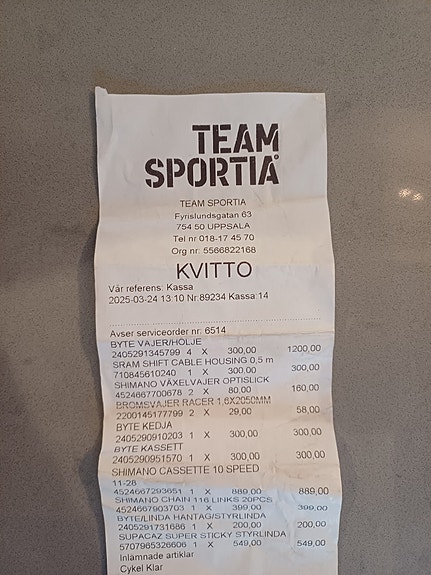 TEAM
SPORTIA
TEAM SPORTIA
Fyrislundsgatan 63
754 50 UPPSALA
Tel nr 018-17 45 70
Org nr: 5566822168
KVITTO
Vår referens: Kassa
2025-03-24 13:10 Nr:89234 Kassa:14
Avser serviceorder nr: 6514
BYTE VAJER/HÖLJE
2405291345799 4 X 300,00 1200,00
SRAM SHIFT CABLE HOUSING 0,5 m
710845610240 1 X 300,00 300,00
SHIMANO VÄXELVAJER OPTISLICK
4524667700678 2 X 80,00 160,00
BROMSVAJER RACER 1,6X2050MM
2200145177799 2 X 29,00 58,00
BYTE KEDJA
2405290910203 1 X 300,00 300,00
BYTE KASSETT
2405290951570 1 X 300,00 300,00
SHIMANO CASSETTE 10 SPEED
11-28
4524667293651 1 X 889,00 889,00
SHIMANO CHAIN 116 LINKS 20PCS
4524667903703 1 X 399,00 399,00
BYTE/LINDA HANTAG/STYRLINDA
2405291731686 1 X 200,00 200,00
SUPACAZ SUPER STICKY STYRLINDA
5707965326606 1 X 549,00 549,00
Inlämnade artiklar
Cykel Klar